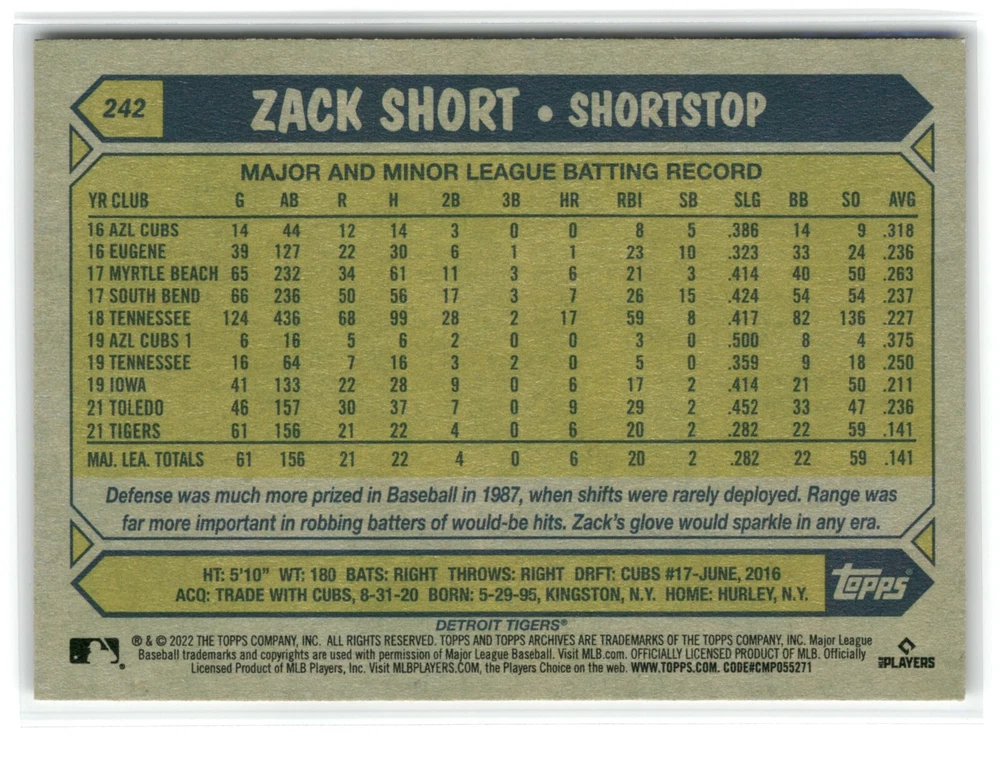 242 ZACK SHORT • SHORTSTOP
MAJOR AND MINOR LEAGUE BATTING RECORD
YR CLUB G AB R H 2B 3B HR RBI SB SLG BB SO AVG
16 AZL CUBS 14 44 12 14 3 0 0 8 5 .386 14 9 .318
16 EUGENE 39 127 22 30 6 1 1 23 10 .323 33 24 .236
17 MYRTLE BEACH 65 232 34 61 11 3 6 21 3 .414 40 50 .263
17 SOUTH BEND 66 236 50 56 17 3 7 26 15 .424 54 54 .237
18 TENNESSEE 124 436 68 99 28 2 17 59 8 .417 82 136 .227
19 AZL CUBS 1 6 16 5 6 2 0 0 3 0 .500 8 4 .375
19 TENNESSEE 16 64 7 16 3 2 0 5 0 .359 9 18 .250
19 IOWA 41 133 22 28 9 0 6 17 2 .414 21 50 .211
21 TOLEDO 46 157 30 37 7 0 9 29 2 .452 33 47 .236
21 TIGERS 61 156 21 22 4 0 6 20 2 .282 22 59 .141
MAJ. LEA. TOTALS 61 156 21 22 4 0 6 20 2 .282 22 59 .141
Defense was much more prized in Baseball in 1987, when shifts were rarely deployed. Range was
far more important in robbing batters of would-be hits. Zack's glove would sparkle in any era.
HT: 5'10" WT: 180 BATS: RIGHT THROWS: RIGHT DRFT: CUBS #17-JUNE, 2016
ACQ: TRADE WITH CUBS, 8-31-20 BORN: 5-29-95, KINGSTON, N.Y. HOME: HURLEY, N.Y.
topps®
DETROIT TIGERS®
® & © 2022 THE TOPPS COMPANY, INC. ALL RIGHTS RESERVED. TOPPS AND TOPPS ARCHIVES ARE TRADEMARKS OF THE TOPPS COMPANY, INC. Major League
Baseball trademarks and copyrights are used with permission of Major League Baseball. Visit MLB.com. OFFICIALLY LICENSED PRODUCT OF MLB. Officially
Licensed Product of MLB Players, Inc. Visit MLBPLAYERS.COM, the Players Choice on the web. WWW.TOPPS.COM. CODE#CMP055271
MLB PLAYERS